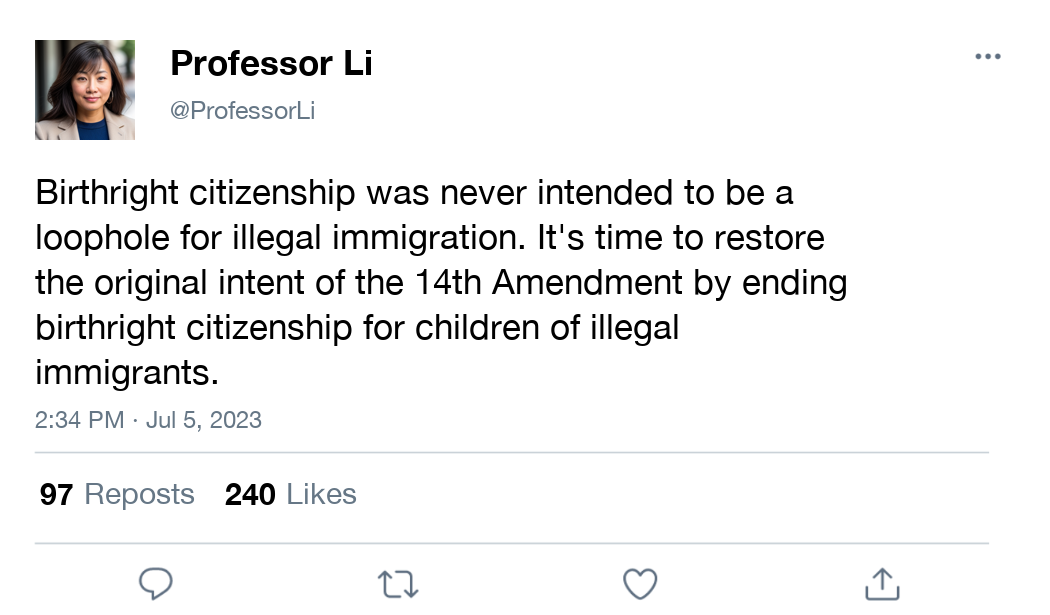 Professor Li
@ProfessorLi
Birthright citizenship was never intended to be a
loophole for illegal immigration. It's time to restore
the original intent of the 14th Amendment by ending
birthright citizenship for children of illegal
immigrants.
2:34 PM · Jul 5, 2023
97 Reposts 240 Likes